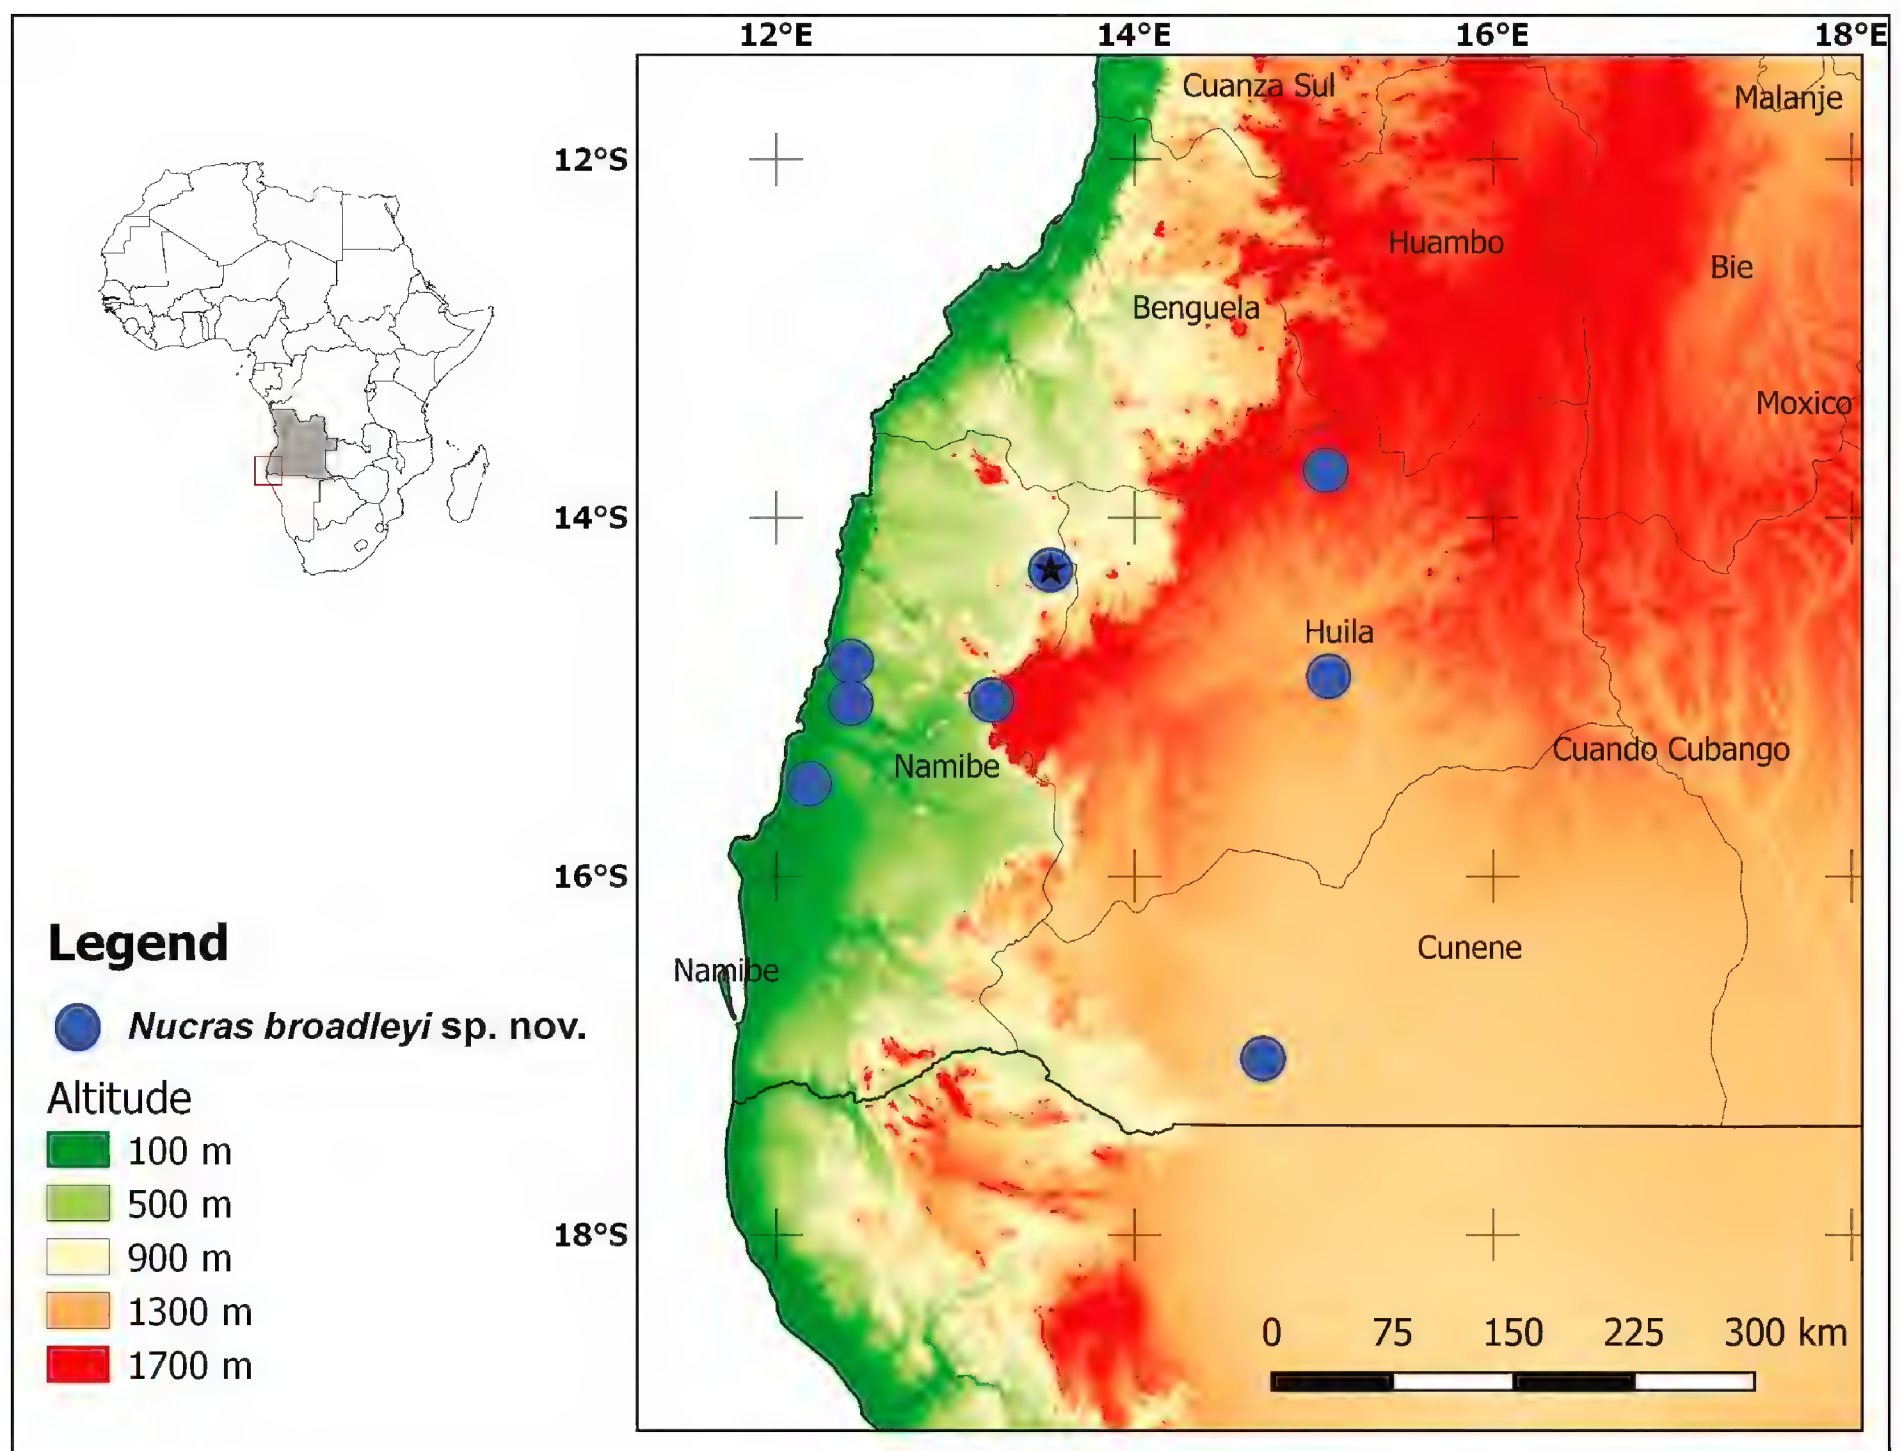 12°E 14°E 16°E 18°E
Cuanza Sul
Malanje
12°S
Huambo
Bie
Benguela
Moxico
14°S
Huila
Cuando Cubango
Namibe
16°S
Cunene
Namibe
Legend
Nucras broadleyi sp. nov.
Altitude
100 m
500 m
900 m
1300 m
1700 m
18°S
0 75 150 225 300 km